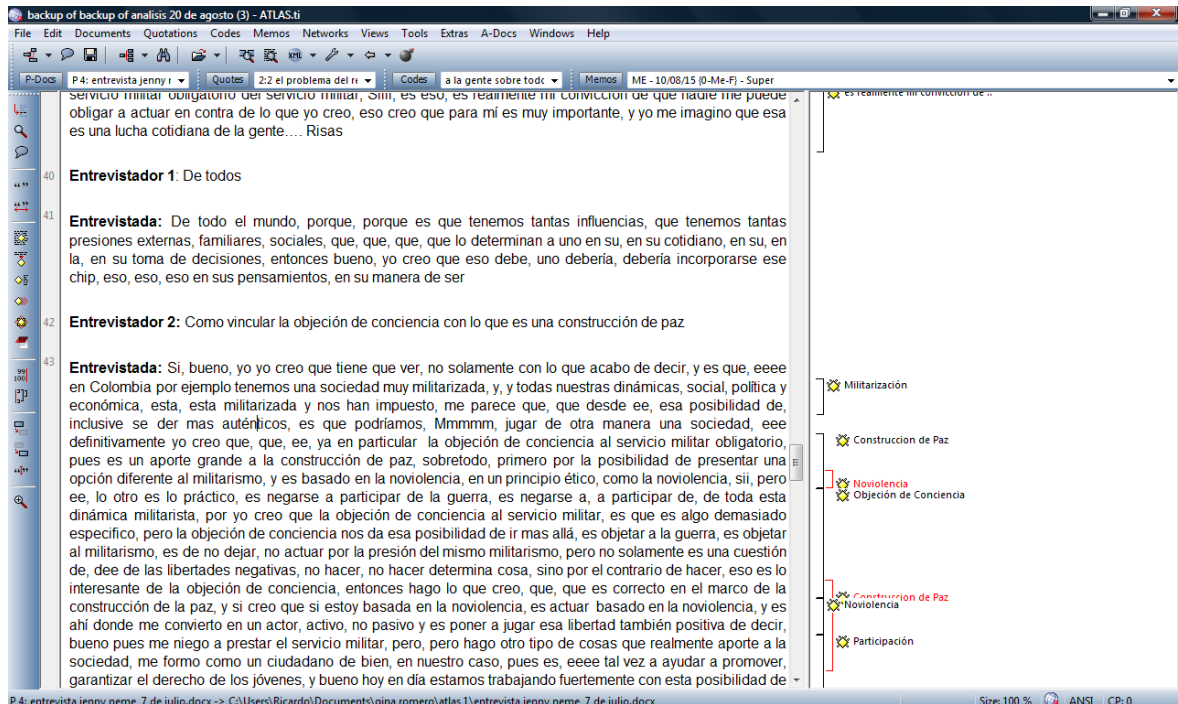 backup of backup of analisis 20 de agosto (3) - ATLAS.ti
File Edit Documents Quotations Codes Memos Networks Views Tools Extras A-Docs Windows Help
P-Docs P 4: entrevista jenny r Quotes 2:2 el problema del re Codes a la gente sobre todc Memos ME - 10/08/15 {0-Me-F} - Super
servicio militar obligatorio del servicio militar, Siiii, es eso, es realmente mi convicción de que nadie me puede
obligar a actuar en contra de lo que yo creo, eso creo que para mí es muy importante, y yo me imagino que esa
es una lucha cotidiana de la gente…. Risas
40 Entrevistador 1: De todos
41 Entrevistada: De todo el mundo, porque, porque es que tenemos tantas influencias, que tenemos tantas
presiones externas, familiares, sociales, que, que, que, que lo determinan a uno en su, en su cotidiano, en su, en
la, en su toma de decisiones, entonces bueno, yo creo que eso debe, uno debería, debería incorporarse ese
chip, eso, eso, eso en sus pensamientos, en su manera de ser
42 Entrevistador 2: Como vincular la objeción de conciencia con lo que es una construcción de paz
43 Entrevistada: Si, bueno, yo yo creo que tiene que ver, no solamente con lo que acabo de decir, y es que, eeee
en Colombia por ejemplo tenemos una sociedad muy militarizada, y, y todas nuestras dinámicas, social, política y
económica, esta, esta militarizada y nos han impuesto, me parece que, que desde ee, esa posibilidad de,
inclusive se der mas auténticos, es que podríamos, Mmmmm, jugar de otra manera una sociedad, eee
definitivamente yo creo que, que, ee, ya en particular la objeción de conciencia al servicio militar obligatorio,
pues es un aporte grande a la construcción de paz, sobretodo, primero por la posibilidad de presentar una
opción diferente al militarismo, y es basado en la noviolencia, en un principio ético, como la noviolencia, sii, pero
ee, lo otro es lo práctico, es negarse a participar de la guerra, es negarse a, a participar de, de toda esta
dinámica militarista, por yo creo que la objeción de conciencia al servicio militar, es que es algo demasiado
especifico, pero la objeción de conciencia nos da esa posibilidad de ir mas allá, es objetar a la guerra, es objetar
al militarismo, es de no dejar, no actuar por la presión del mismo militarismo, pero no solamente es una cuestión
de, dee de las libertades negativas, no hacer, no hacer determina cosa, sino por el contrario de hacer, eso es lo
interesante de la objeción de conciencia, entonces hago lo que creo, que, que es correcto en el marco de la
construcción de la paz, y si creo que si estoy basada en la noviolencia, es actuar basado en la noviolencia, y es
ahí donde me convierto en un actor, activo, no pasivo y es poner a jugar esa libertad también positiva de decir,
bueno pues me niego a prestar el servicio militar, pero, pero hago otro tipo de cosas que realmente aporte a la
sociedad, me formo como un ciudadano de bien, en nuestro caso, pues es, eeee tal vez a ayudar a promover,
garantizar el derecho de los jóvenes, y bueno hoy en día estamos trabajando fuertemente con esta posibilidad de
es realmente mi convicción de ..
Militarización
Construccion de Paz
Noviolencia
Objeción de Conciencia
Construccion de Paz
Noviolencia
Participación
P 4: entrevista jenny neme 7 de julio.docx -> C:\Users\Ricardo\Documents\gina romero\atlas 1\entrevista jenny neme 7 de julio.docx Size: 100 % ANSI CP: 0